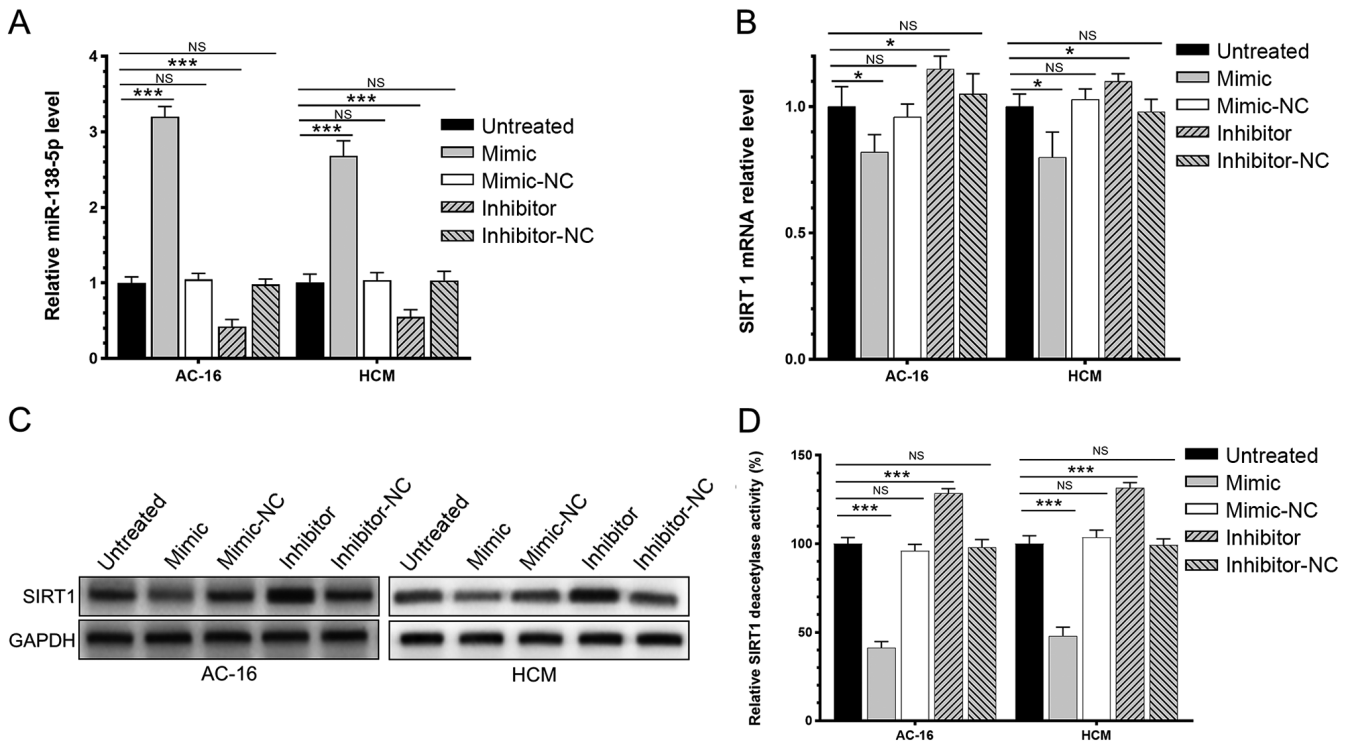 A
NS
***
NS
***
NS
***
NS
***
Relative miR-138-5p level
4
3
2
1
0
AC-16
HCM
Untreated
Mimic
Mimic-NC
Inhibitor
Inhibitor-NC
B
NS
*
NS
*
NS
*
NS
*
SIRT 1 mRNA relative level
1.0
0.5
0.0
AC-16
HCM
Untreated
Mimic
Mimic-NC
Inhibitor
Inhibitor-NC
C
Untreated
Mimic
Mimic-NC
Inhibitor
Inhibitor-NC
Untreated
Mimic
Mimic-NC
Inhibitor
Inhibitor-NC
SIRT1
GAPDH
AC-16
HCM
D
NS
***
NS
***
NS
***
NS
***
Relative SIRT1 deacetylase activity (%)
150
100
50
0
AC-16
HCM
Untreated
Mimic
Mimic-NC
Inhibitor
Inhibitor-NC